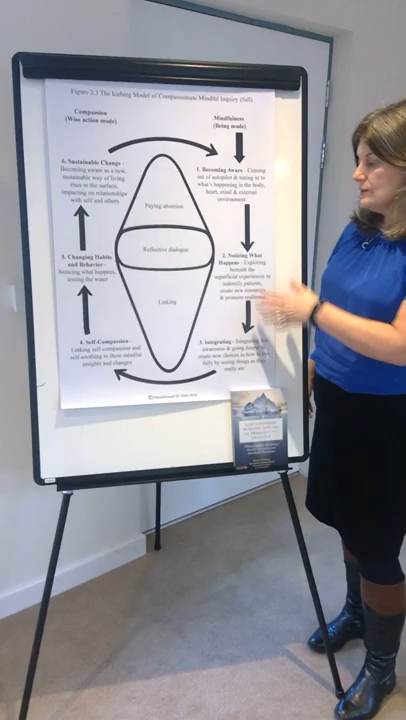 Figure 2.3 The Iceberg Model of Compassionate Mindful Inquiry (full)
Compassion
(Wise action mode)
Mindfulness
(Being mode)
6. Sustainable Change -
Becoming aware as a new,
sustainable way of living
rises to the surface,
impacting on relationships
with self and others
1. Becoming Aware - Coming
out of autopilot & tuning in to
what's happening in the body,
heart, mind & external
environment
Paying attention
Reflective dialogue
Linking
5. Changing Habits
and Behavior -
Noticing what happens,
testing the water
2. Noticing What
Happens - Exploring
beneath the
superficial experiences to
indentify patterns,
create new resources
& promote
4. Self-Compassion -
Linking self-compassion and
self-soothing to these mindful
insights and changes
3. Integrating - Integrating
awareness & going deeper to
create new choices in how to live
fully by seeing things as they
really are